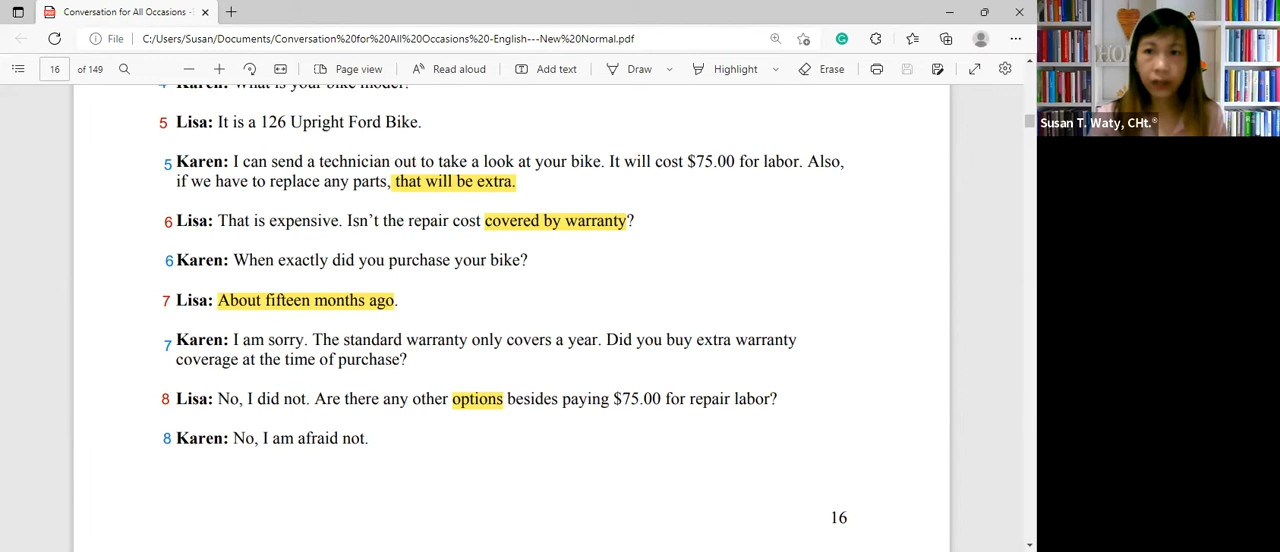 Conversation for All Occasions -
File C:/Users/Susan/Documents/Conversation%20for%20All%20Occasions%20-English---New%20Normal.pdf
16 of 149 Page view Read aloud Add text Draw Highlight Erase
4 Karen: What is your bike model?
5 Lisa: It is a 126 Upright Ford Bike.
5 Karen: I can send a technician out to take a look at your bike. It will cost $75.00 for labor. Also,
if we have to replace any parts, that will be extra.
6 Lisa: That is expensive. Isn't the repair cost covered by warranty?
6 Karen: When exactly did you purchase your bike?
7 Lisa: About fifteen months ago.
7 Karen: I am sorry. The standard warranty only covers a year. Did you buy extra warranty
coverage at the time of purchase?
8 Lisa: No, I did not. Are there any other options besides paying $75.00 for repair labor?
8 Karen: No, I am afraid not.
16
Susan T. Waty, CHt.®